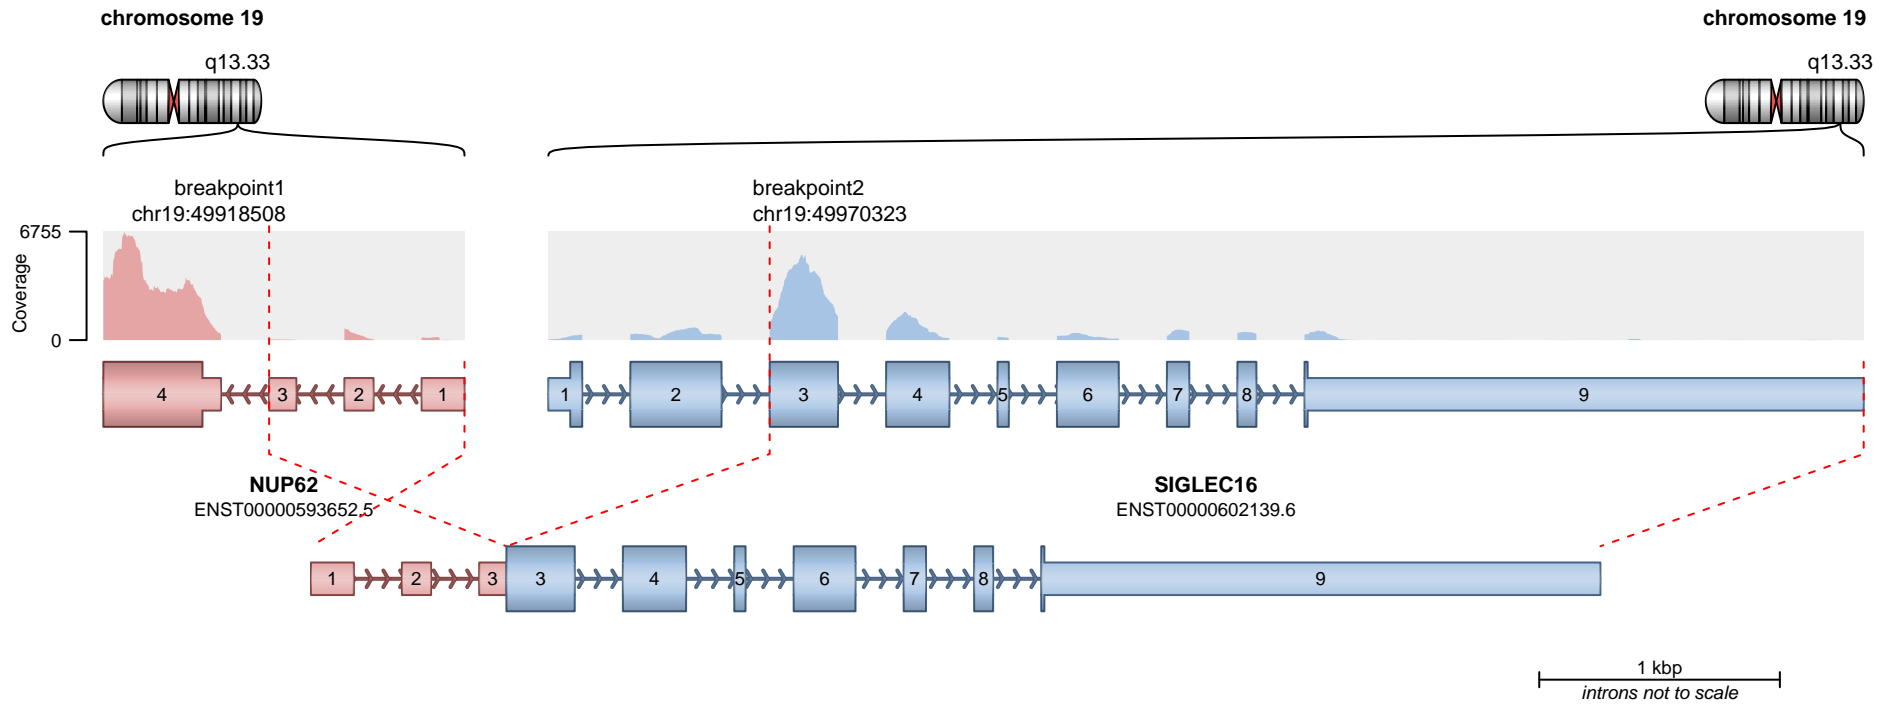 chromosome 19
chromosome 19
q13.33
q13.33
breakpoint1
chr19:49918508
breakpoint2
chr19:49970323
6755
Coverage
0
4 3 2 1
1 2 3 4 5 6 7 8 9
NUP62
ENST00000593652.5
SIGLEC16
ENST00000602139.6
1 2 3 3 4 5 6 7 8 9
1 kbp
introns not to scale